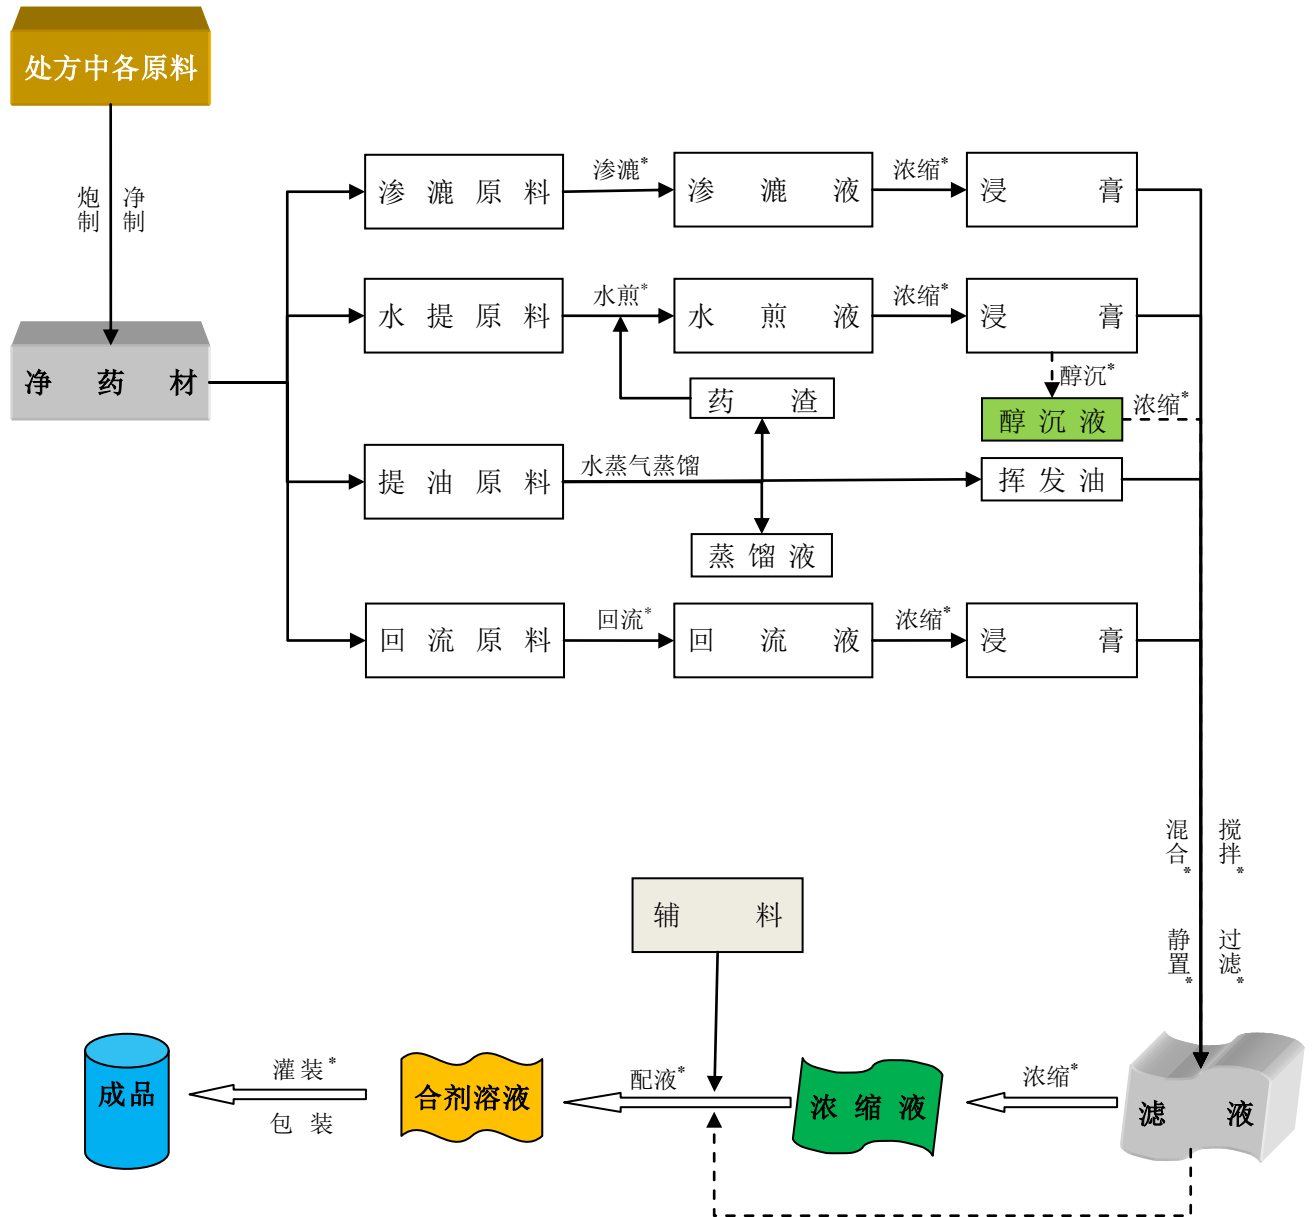 处方中各原料
炮制
净制
净药材
渗漉原料
渗漉*
渗漉液
浓缩*
浸膏
水提原料
水煎*
水煎液
浓缩*
浸膏
醇沉*
醇沉液
浓缩*
药渣
提油原料
水蒸气蒸馏
挥发油
蒸馏液
回流原料
回流*
回流液
浓缩*
浸膏
混合*
搅拌*
静置*
过滤*
辅料
滤液
浓缩*
浓缩液
配液*
合剂溶液
灌装*
包装
成品